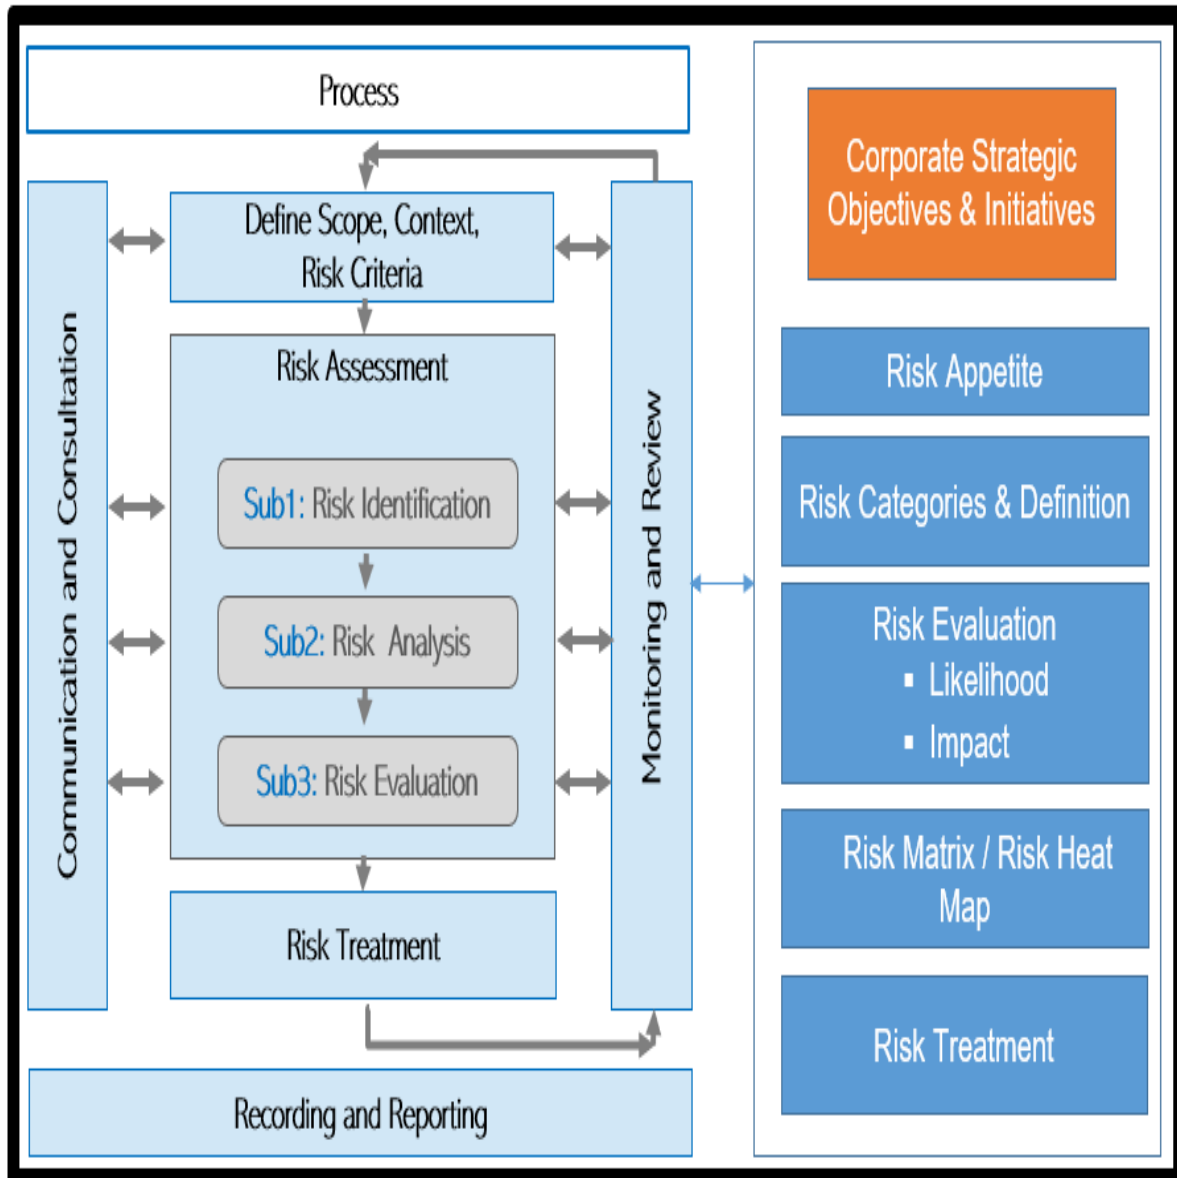 Process
Define Scope, Context,
Risk Criteria
Risk Assessment
Sub1: Risk Identification
Sub2: Risk Analysis
Sub3: Risk Evaluation
Risk Treatment
Recording and Reporting
Communication and Consultation
Monitoring and Review
Corporate Strategic
Objectives & Initiatives
Risk Appetite
Risk Categories & Definition
Risk Evaluation
▪ Likelihood
▪ Impact
Risk Matrix / Risk Heat
Map
Risk Treatment